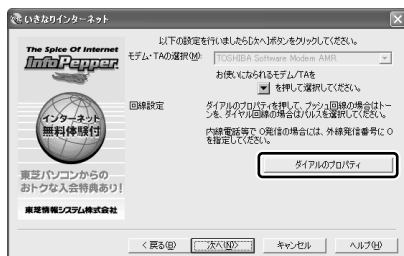 いきなりインターネット
The Spice Of Internet
InfoPepper.
インターネット
無料体験付
東芝パソコンからの
おトクな入会特典あり!
東芝情報システム株式会社
以下の設定を行いましたら[次へ]ボタンをクリックしてください。
モデム・TAの選択(M):
TOSHIBA Software Modem AMR
お使いになられるモデム/TAを
▼ を押して選択してください。
回線設定
ダイアルのプロパティを押して、プッシュ回線の場合はトー
ンを、ダイヤル回線の場合はパルスを選択してください。
内線電話等で 0発信の場合には、外線発信番号に 0
を指定してください。
ダイアルのプロパティ
< 戻る(B)
次へ(N)>
キャンセル
ヘルプ(H)